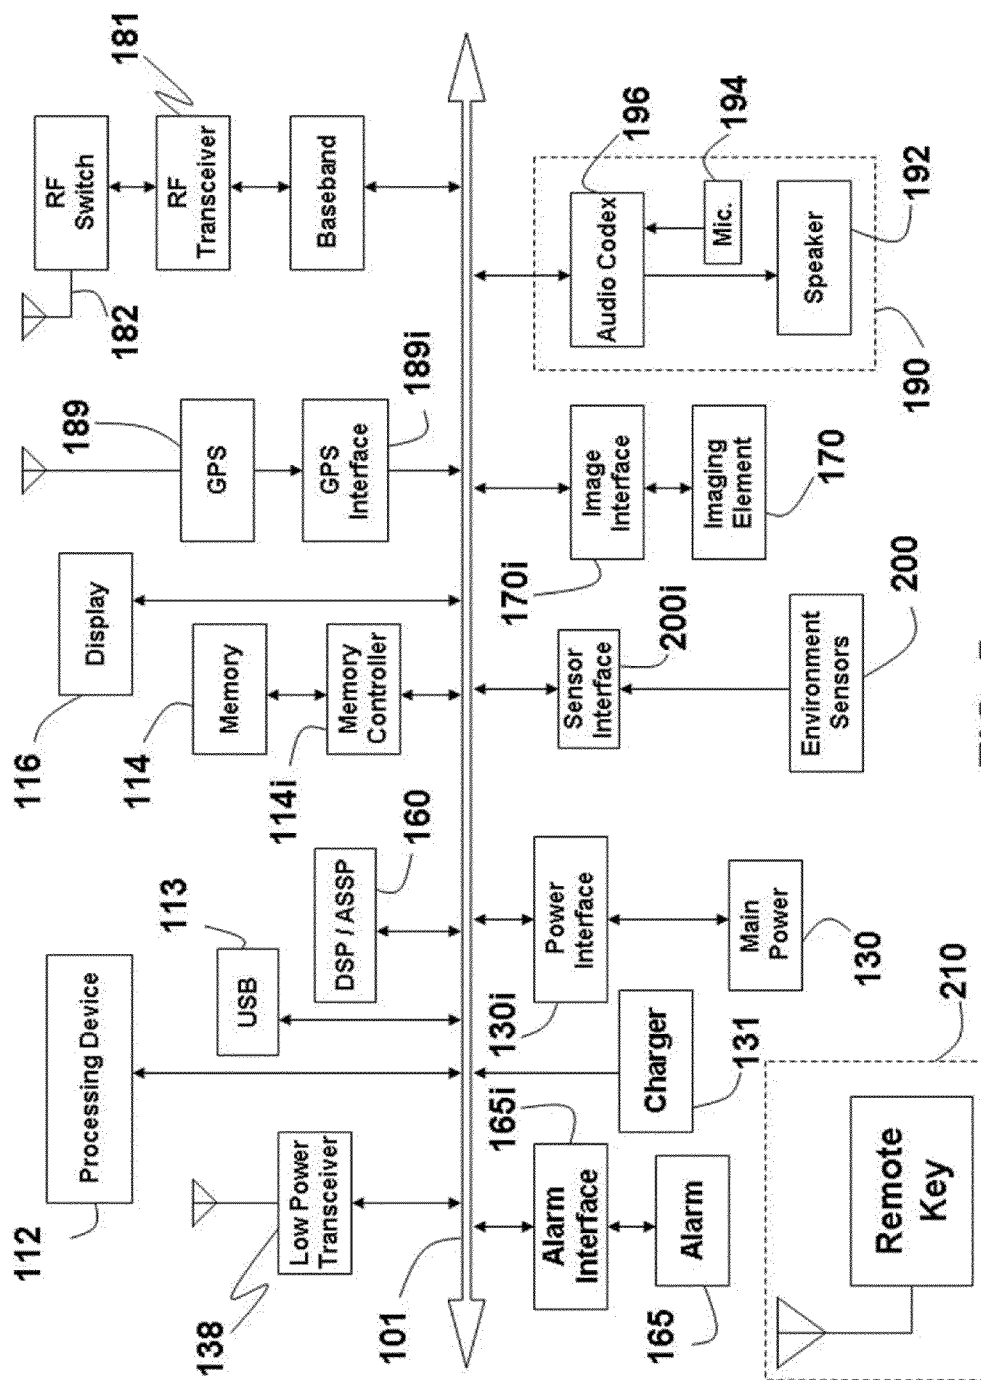 112
Processing Device
116
Display
189
182
RF
Switch
181
138
Low Power
Transceiver
113
USB
114
Memory
GPS
RF
Transceiver
DSP / ASSP
160
114i
Memory
Controller
GPS
Interface
189i
Baseband
101
165i
Alarm
Interface
130i
Power
Interface
Sensor
Interface
200i
170i
Image
Interface
Audio Codex
196
165
Alarm
Charger
131
Main
Power
130
Imaging
Element
170
Mic.
194
Environment
Sensors
200
Speaker
192
190
Remote
Key
210